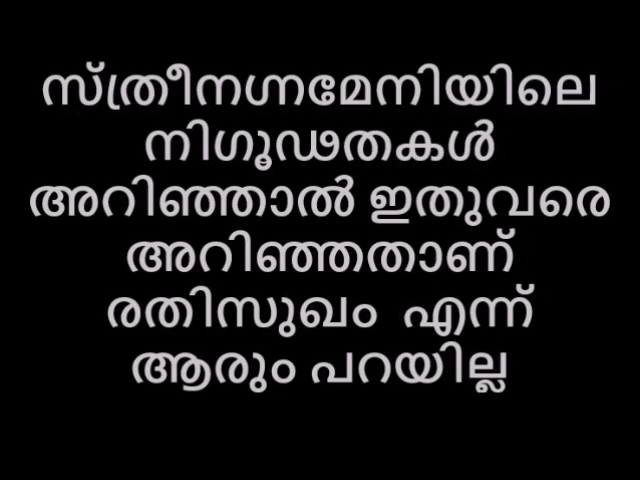 സ്ത്രീനഗ്നമേനിയിലെ
നിഗൂഢതകൾ
അറിഞ്ഞാൽ ഇതുവരെ
അറിഞ്ഞതാണ്
രതിസുഖം എന്ന്
ആരും പറയില്ല